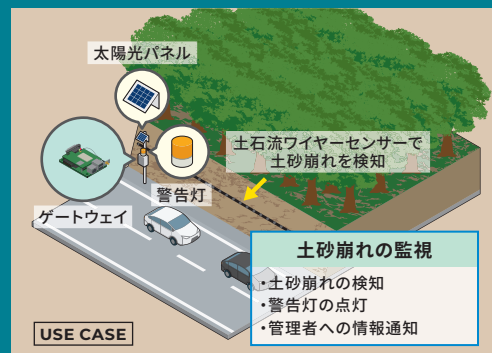 太陽光パネル
土石流ワイヤーセンサーで
土砂崩れを検知
警告灯
ゲートウェイ
土砂崩れの監視
・土砂崩れの検知
・警告灯の点灯
・管理者への情報通知
USE CASE